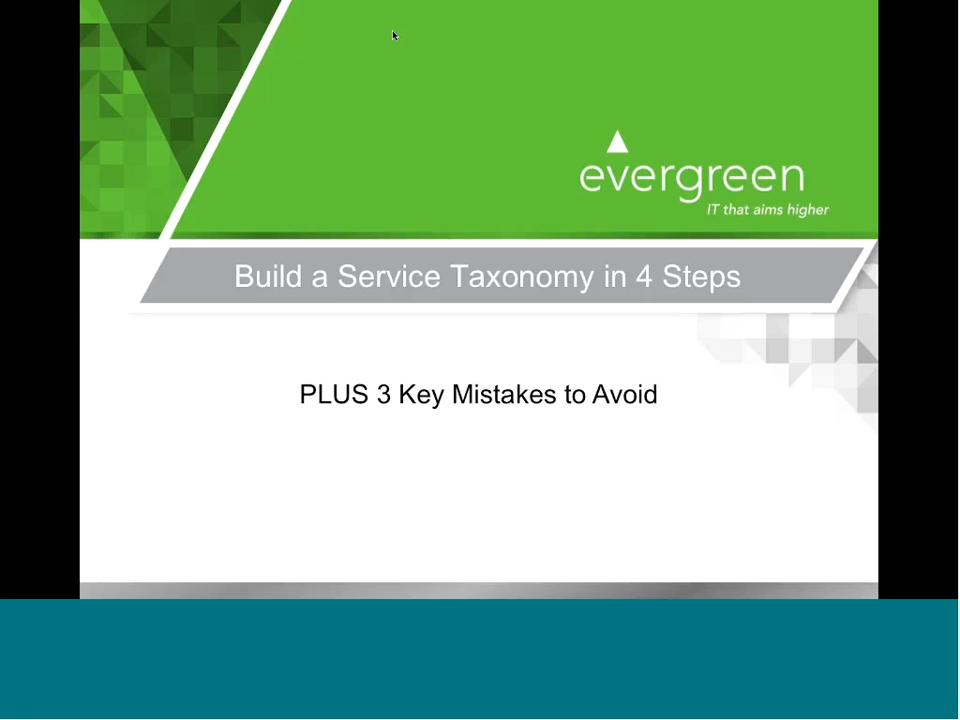 evergreen
IT that aims higher
Build a Service Taxonomy in 4 Steps
PLUS 3 Key Mistakes to Avoid